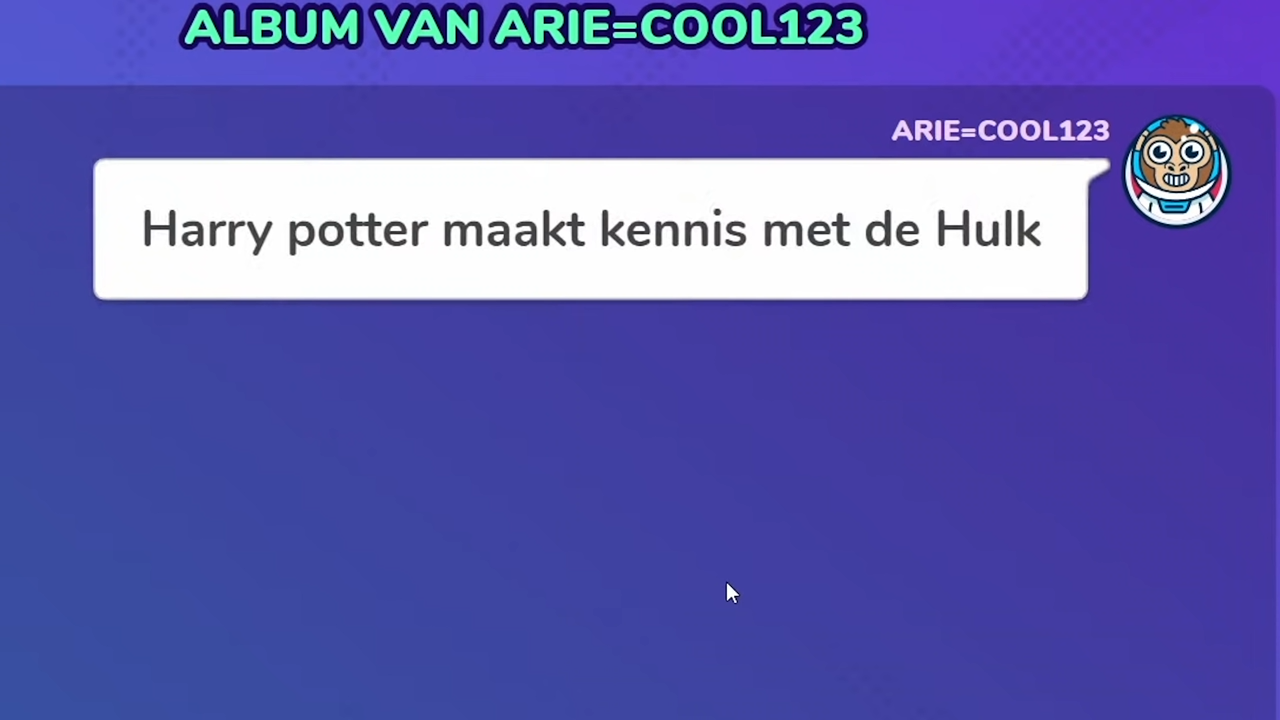 ALBUM VAN ARIE=COOL123
ARIE=COOL123
Harry potter maakt kennis met de Hulk